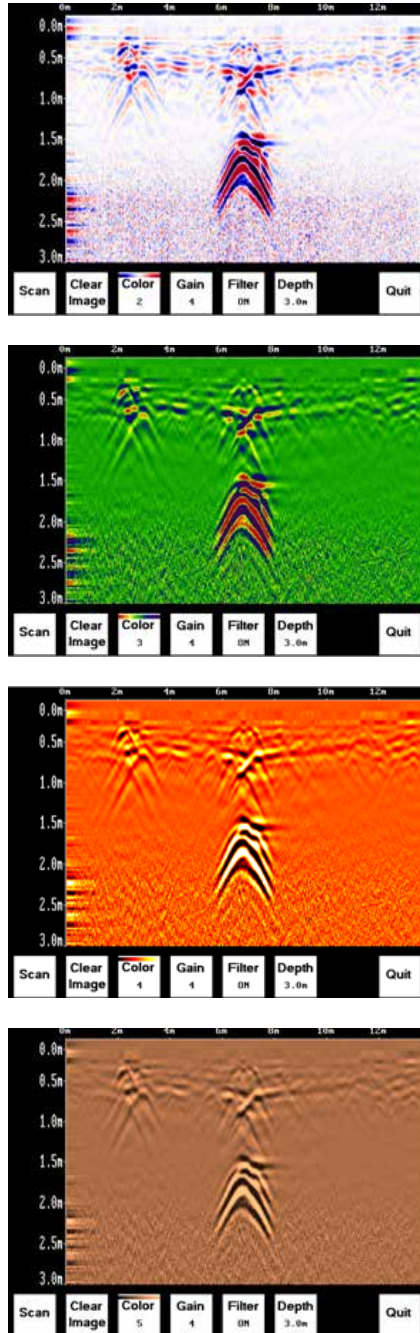 0m 2m 4m 6m 8m 10m 12m
0.0m
0.5m
1.0m
1.5m
2.0m
2.5m
3.0m
Scan Clear Image Color 2 Gain 4 Filter ON Depth 3.0m Quit
0m 2m 4m 6m 8m 10m 12m
0.0m
0.5m
1.0m
1.5m
2.0m
2.5m
3.0m
Scan Clear Image Color 3 Gain 4 Filter ON Depth 3.0m Quit
0m 2m 4m 6m 8m 10m 12m
0.0m
0.5m
1.0m
1.5m
2.0m
2.5m
3.0m
Scan Clear Image Color 4 Gain 4 Filter ON Depth 3.0m Quit
0m 2m 4m 6m 8m 10m 12m
0.0m
0.5m
1.0m
1.5m
2.0m
2.5m
3.0m
Scan Clear Image Color 5 Gain 4 Filter ON Depth 3.0m Quit